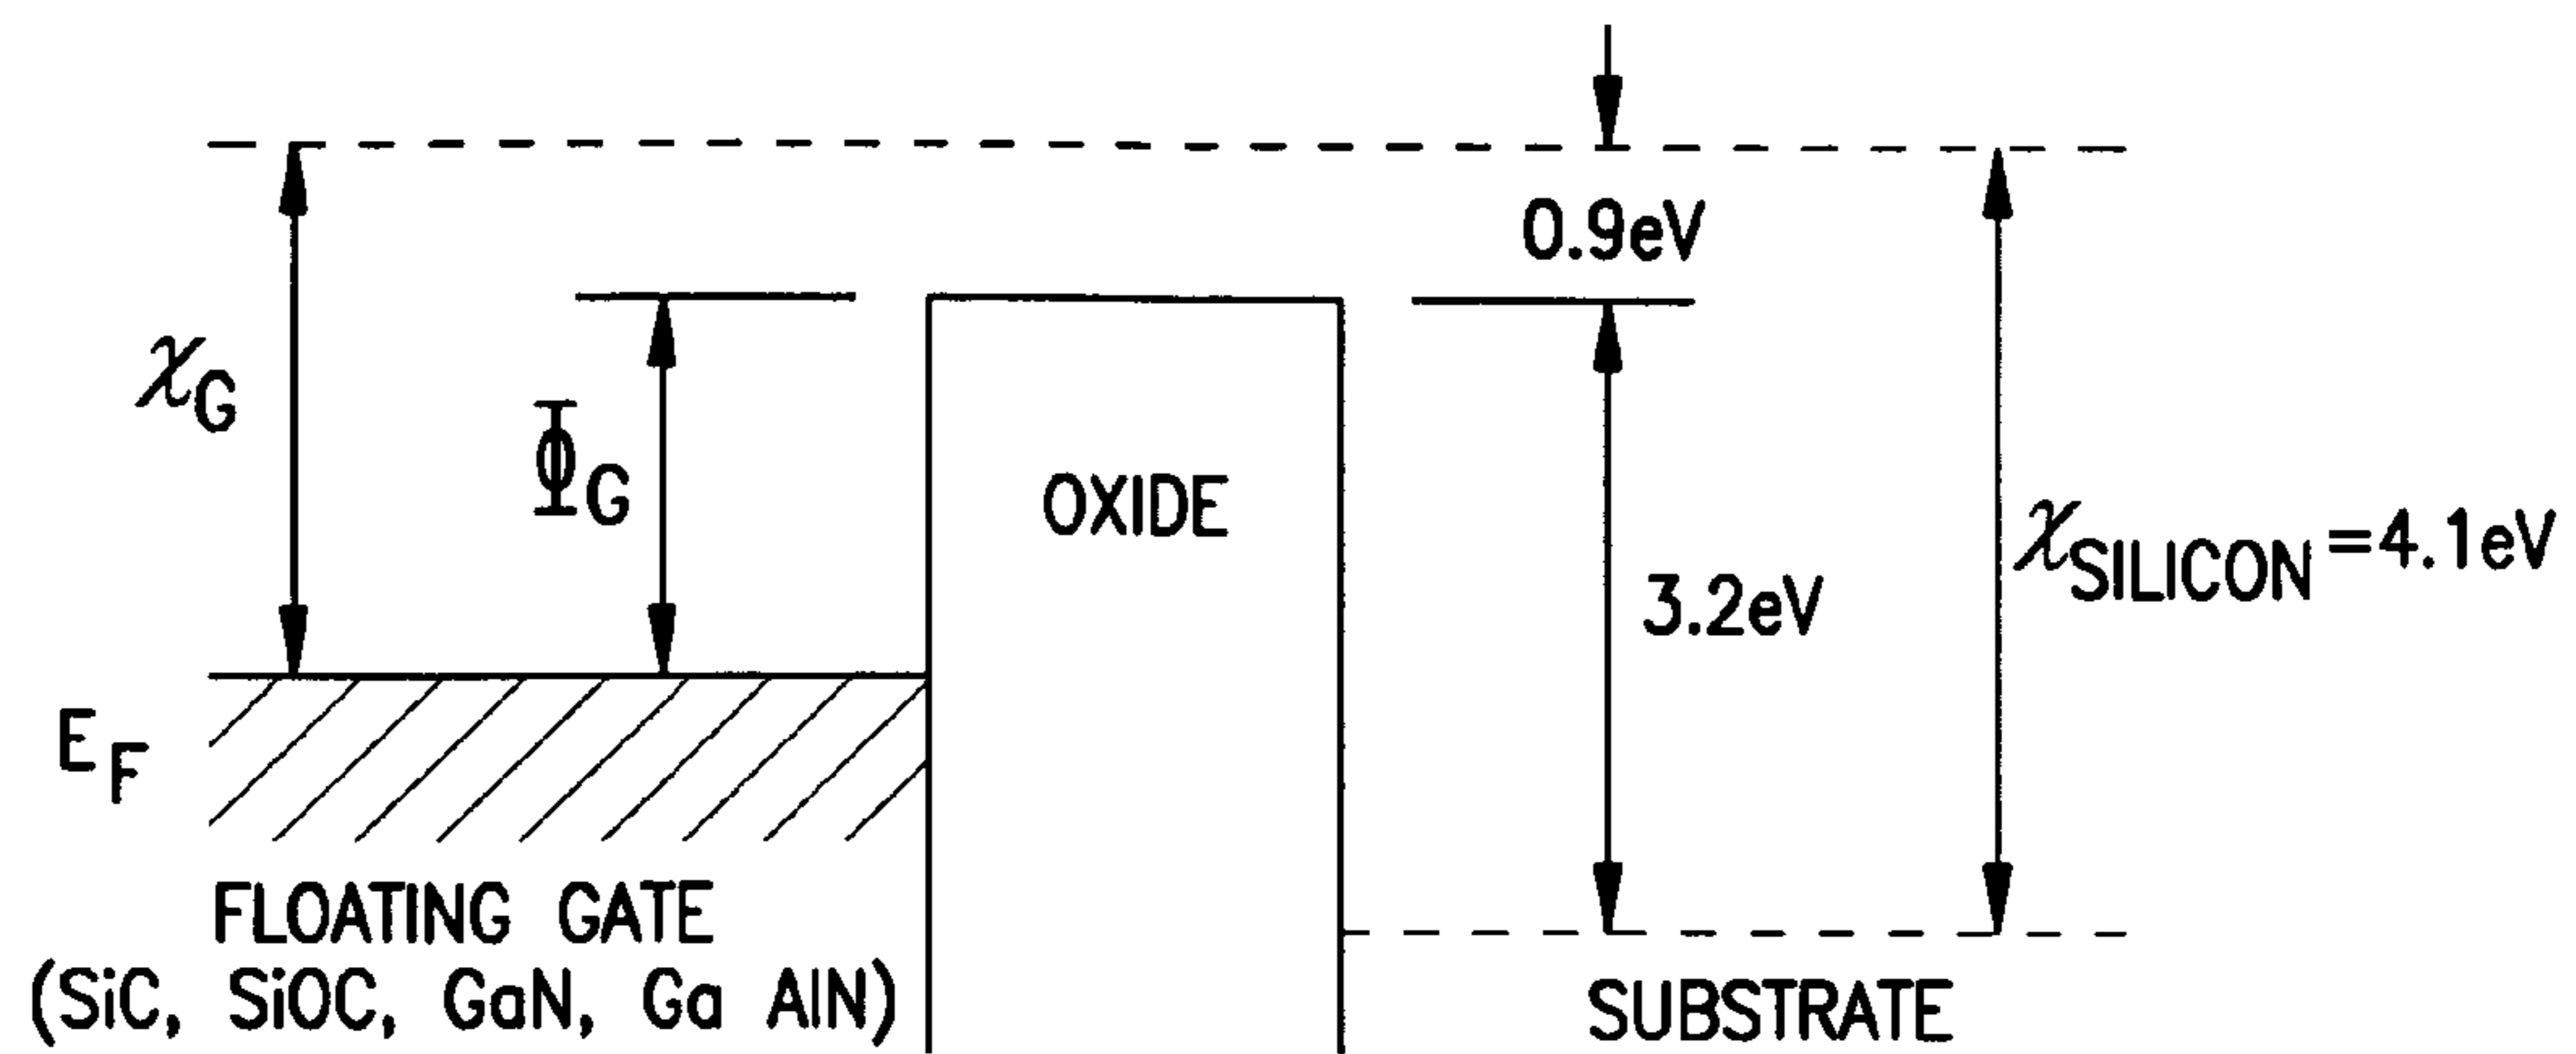 0.9eV
χG
ΦG
OXIDE
3.2eV
χSILICON=4.1eV
EF
FLOATING GATE
(SiC, SiOC, GaN, Ga AlN)
SUBSTRATE